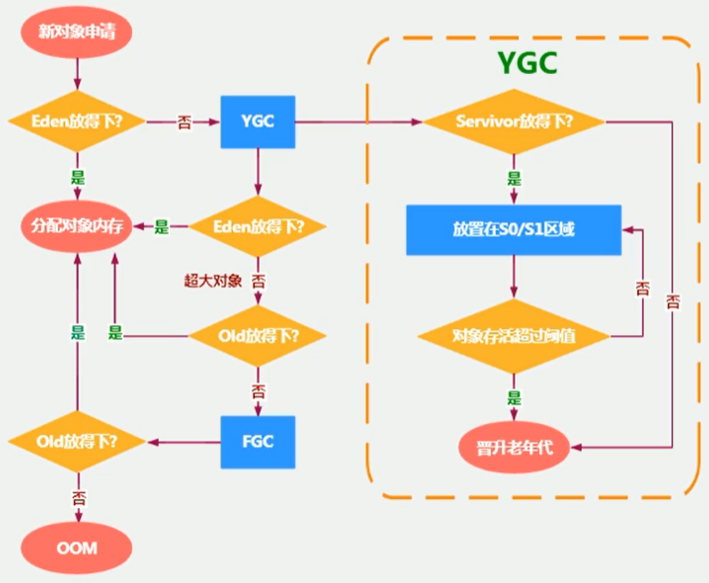 新对象申请
YGC
Eden放得下?
否
YGC
Servivor放得下?
是
是
分配对象内存
是
Eden放得下?
放置在S0/S1区域
超大对象
否
否
否
是
是
Old放得下?
对象存活超过阈值
否
是
Old放得下?
FGC
晋升老年代
否
OOM